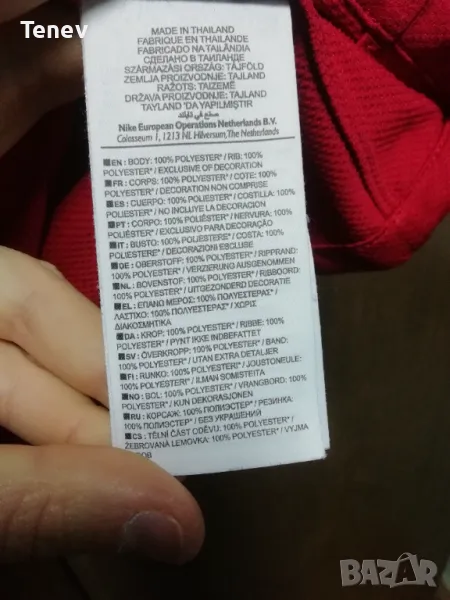 Tenev
MADE IN THAILAND
FABRIQUE EN THAILANDE
FABRICADO NA TAILÂNDIA
СДЕЛАНО В ТАИЛАНДЕ
SZÁRMAZÁSI ORSZÁG: TÁJFÖLD
ZEMLJA PROIZVODNJE: TAJLAND
RAŽOTS: TAIZEMĒ
DRŽAVA PROIZVODNJE: TAJLAND
TAYLAND 'DA YAPILMIŞTIR
صنع في تايلاند
Nike European Operations Netherlands B.V.
Colosseum 1, 1213 NL Hilversum, The Netherlands
EN: BODY: 100% POLYESTER* / RIB: 100%
POLYESTER* / EXCLUSIVE OF DECORATION
FR: CORPS: 100% POLYESTER* / COTE: 100%
POLYESTER* / DECORATION NON COMPRISE
ES: CUERPO: 100% POLIÉSTER* / COSTILLA: 100%
POLIÉSTER* / NO INCLUYE LA DECORACION
PT: CORPO: 100% POLIÉSTER* / NERVURA: 100%
POLIÉSTER* / EXCLUSIVO PARA DECORAÇÃO
IT: BUSTO: 100% POLIESTERE* / COSTA: 100%
POLIESTERE* / DECORAZIONI ESCLUSE
DE: OBERSTOFF: 100% POLYESTER* / RIPPRAND:
100% POLYESTER* / VERZIERUNG AUSGENOMMEN
NL: BOVENSTOF: 100% POLYESTER* / RIBBOORD:
100% POLYESTER* / UITGEZONDERD DECORATIE
EL: ΕΠΑΝΩ ΜΕΡΟΣ: 100% ΠΟΛΥΕΣΤΕΡΑΣ* /
ΛΑΣΤΙΧΟ: 100% ΠΟΛΥΕΣΤΕΡΑΣ* / ΧΩΡΙΣ
ΔΙΑΚΟΣΜΗΤΙΚΑ
DA: KROP: 100% POLYESTER* / RIBBE: 100%
POLYESTER* / PYNT IKKE INDBEFATTET
SV: ÖVERKROPP: 100% POLYESTER* / BAND:
100% POLYESTER* / UTAN EXTRA DETALJER
FI: RUNKO: 100% POLYESTERI* / JOUSTONEULE:
100% POLYESTERI* / ILMAN SOMISTEITA
NO: BOL: 100% POLYESTER* / VRANGBORD: 100%
POLYESTER* / KUN DEKORASJONEN
RU: КОРСАЖ: 100% ПОЛИЭСТЕР* / РЕЗИНКА:
100% ПОЛИЭСТЕР* / БЕЗ УКРАШЕНИЙ
CS: TĚLNÍ ČÁST ODĚVU: 100% POLYESTER* /
ŽEBROVANÁ LEMOVKA: 100% POLYESTER* / VYJMA
BAZAR